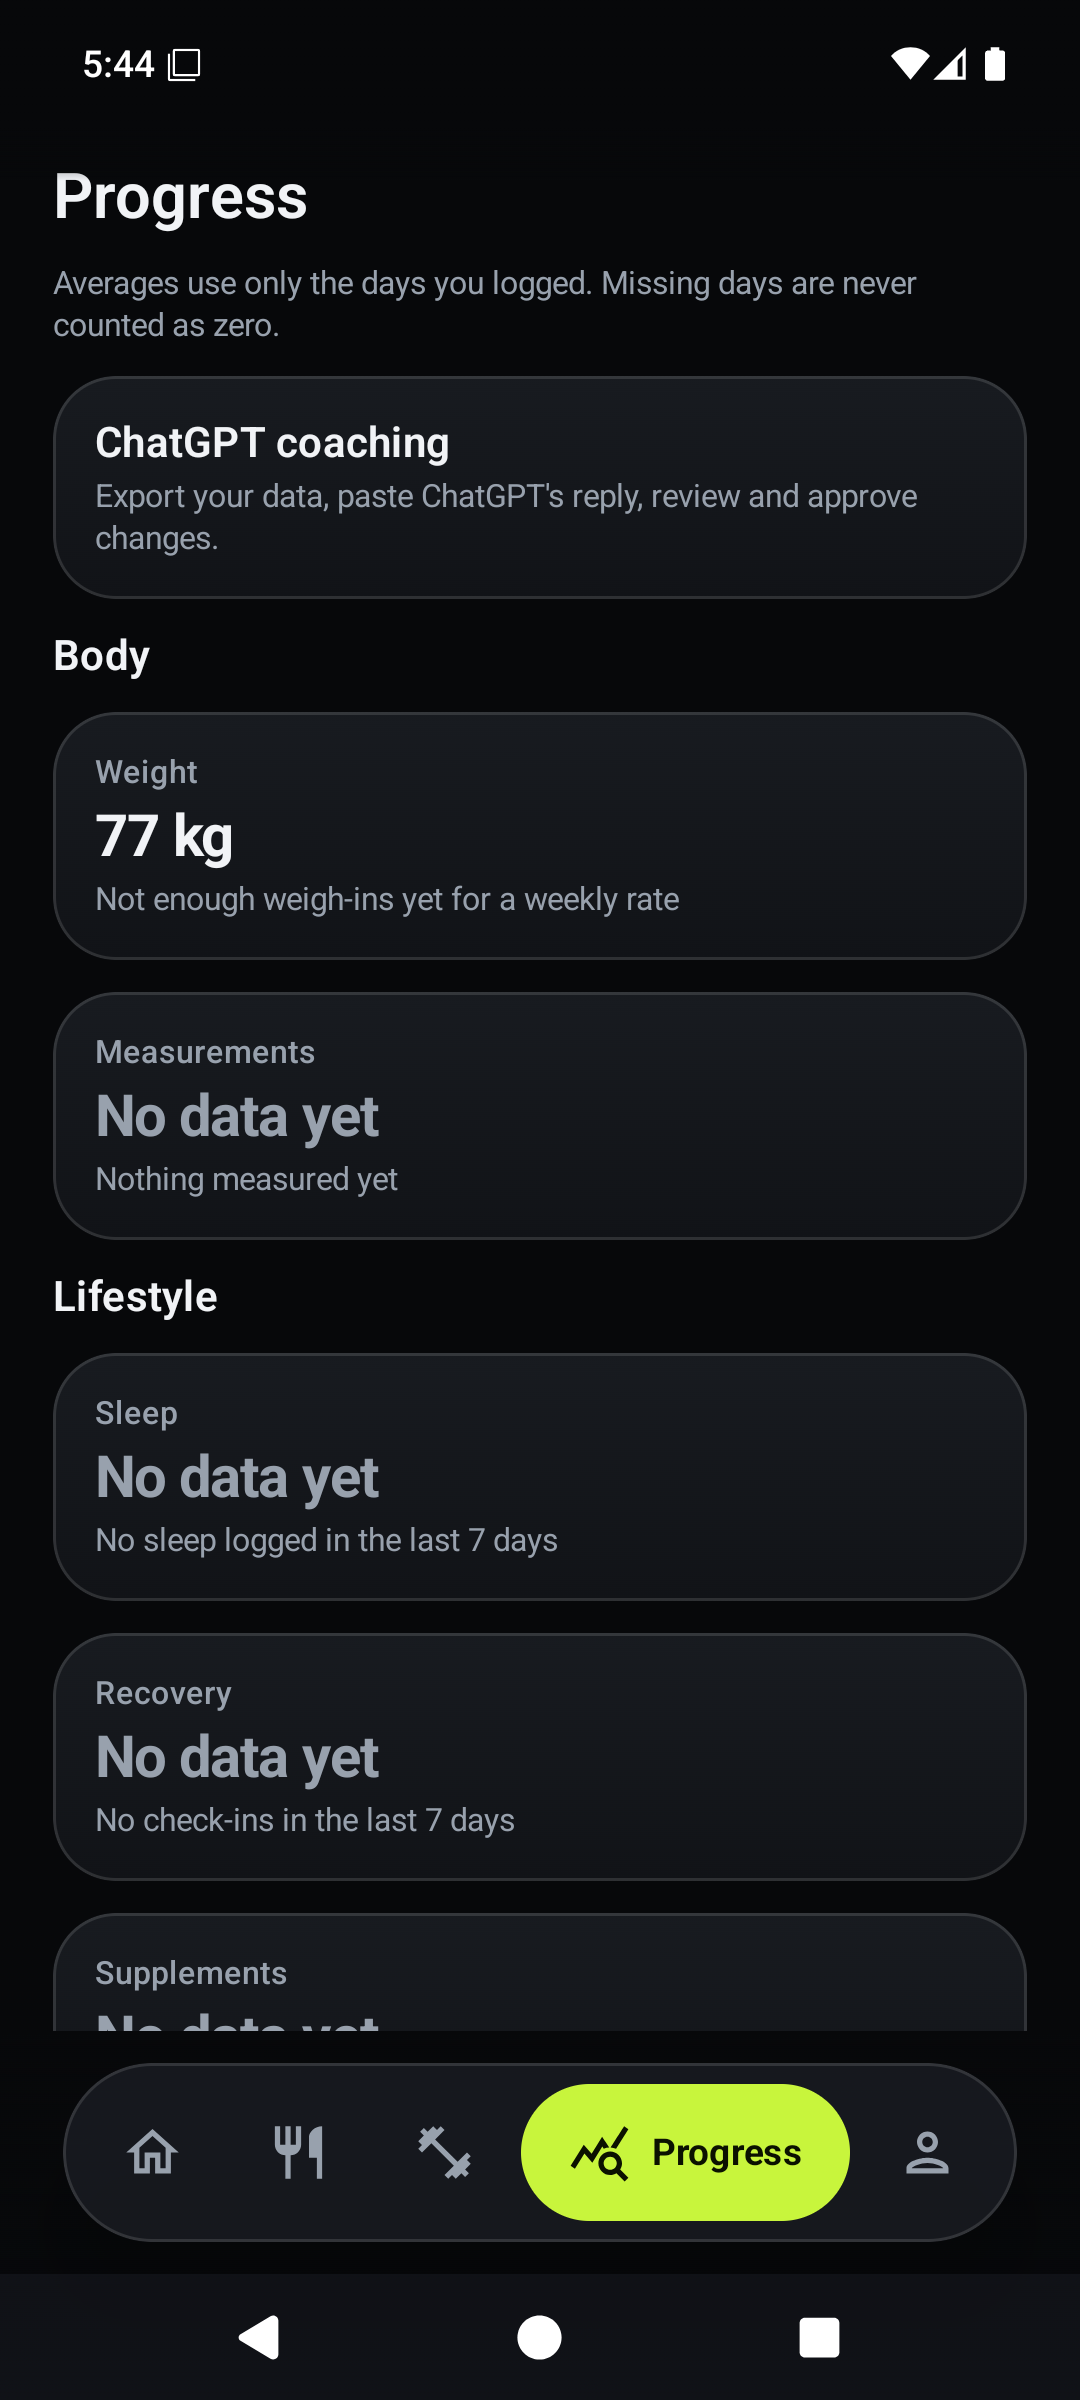 5:44
Progress
Averages use only the days you logged. Missing days are never
counted as zero.
ChatGPT coaching
Export your data, paste ChatGPT's reply, review and approve
changes.
Body
Weight
77 kg
Not enough weigh-ins yet for a weekly rate
Measurements
No data yet
Nothing measured yet
Lifestyle
Sleep
No data yet
No sleep logged in the last 7 days
Recovery
No data yet
No check-ins in the last 7 days
Supplements
No data yet
Progress